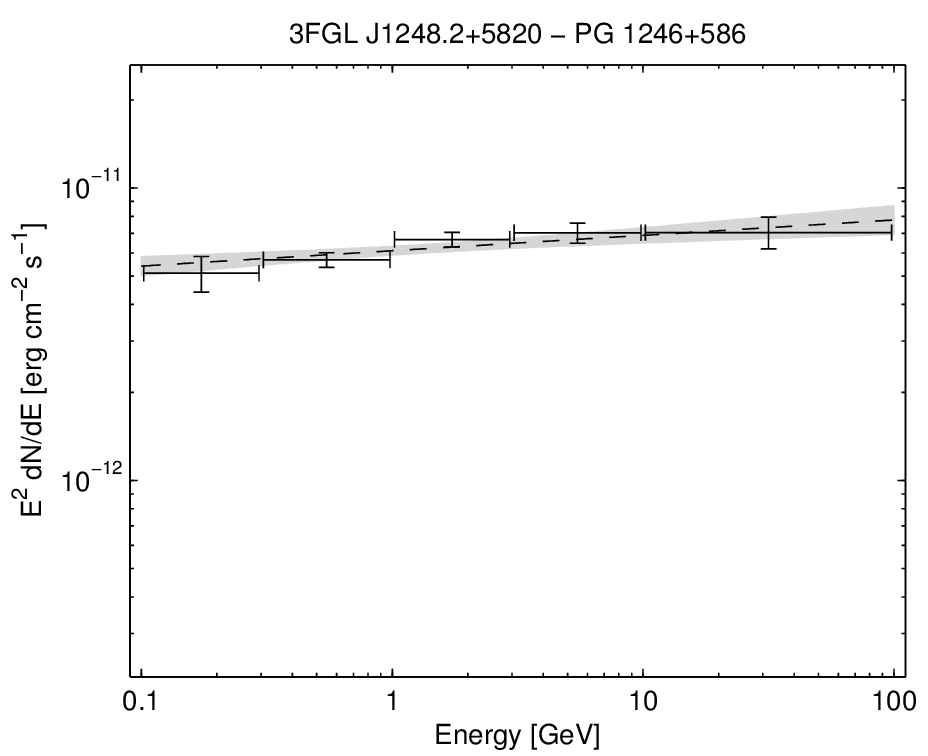 3FGL J1248.2+5820 − PG 1246+586
E² dN/dE [erg cm⁻² s⁻¹]
10⁻¹¹
10⁻¹²
0.1 1 10 100
Energy [GeV]